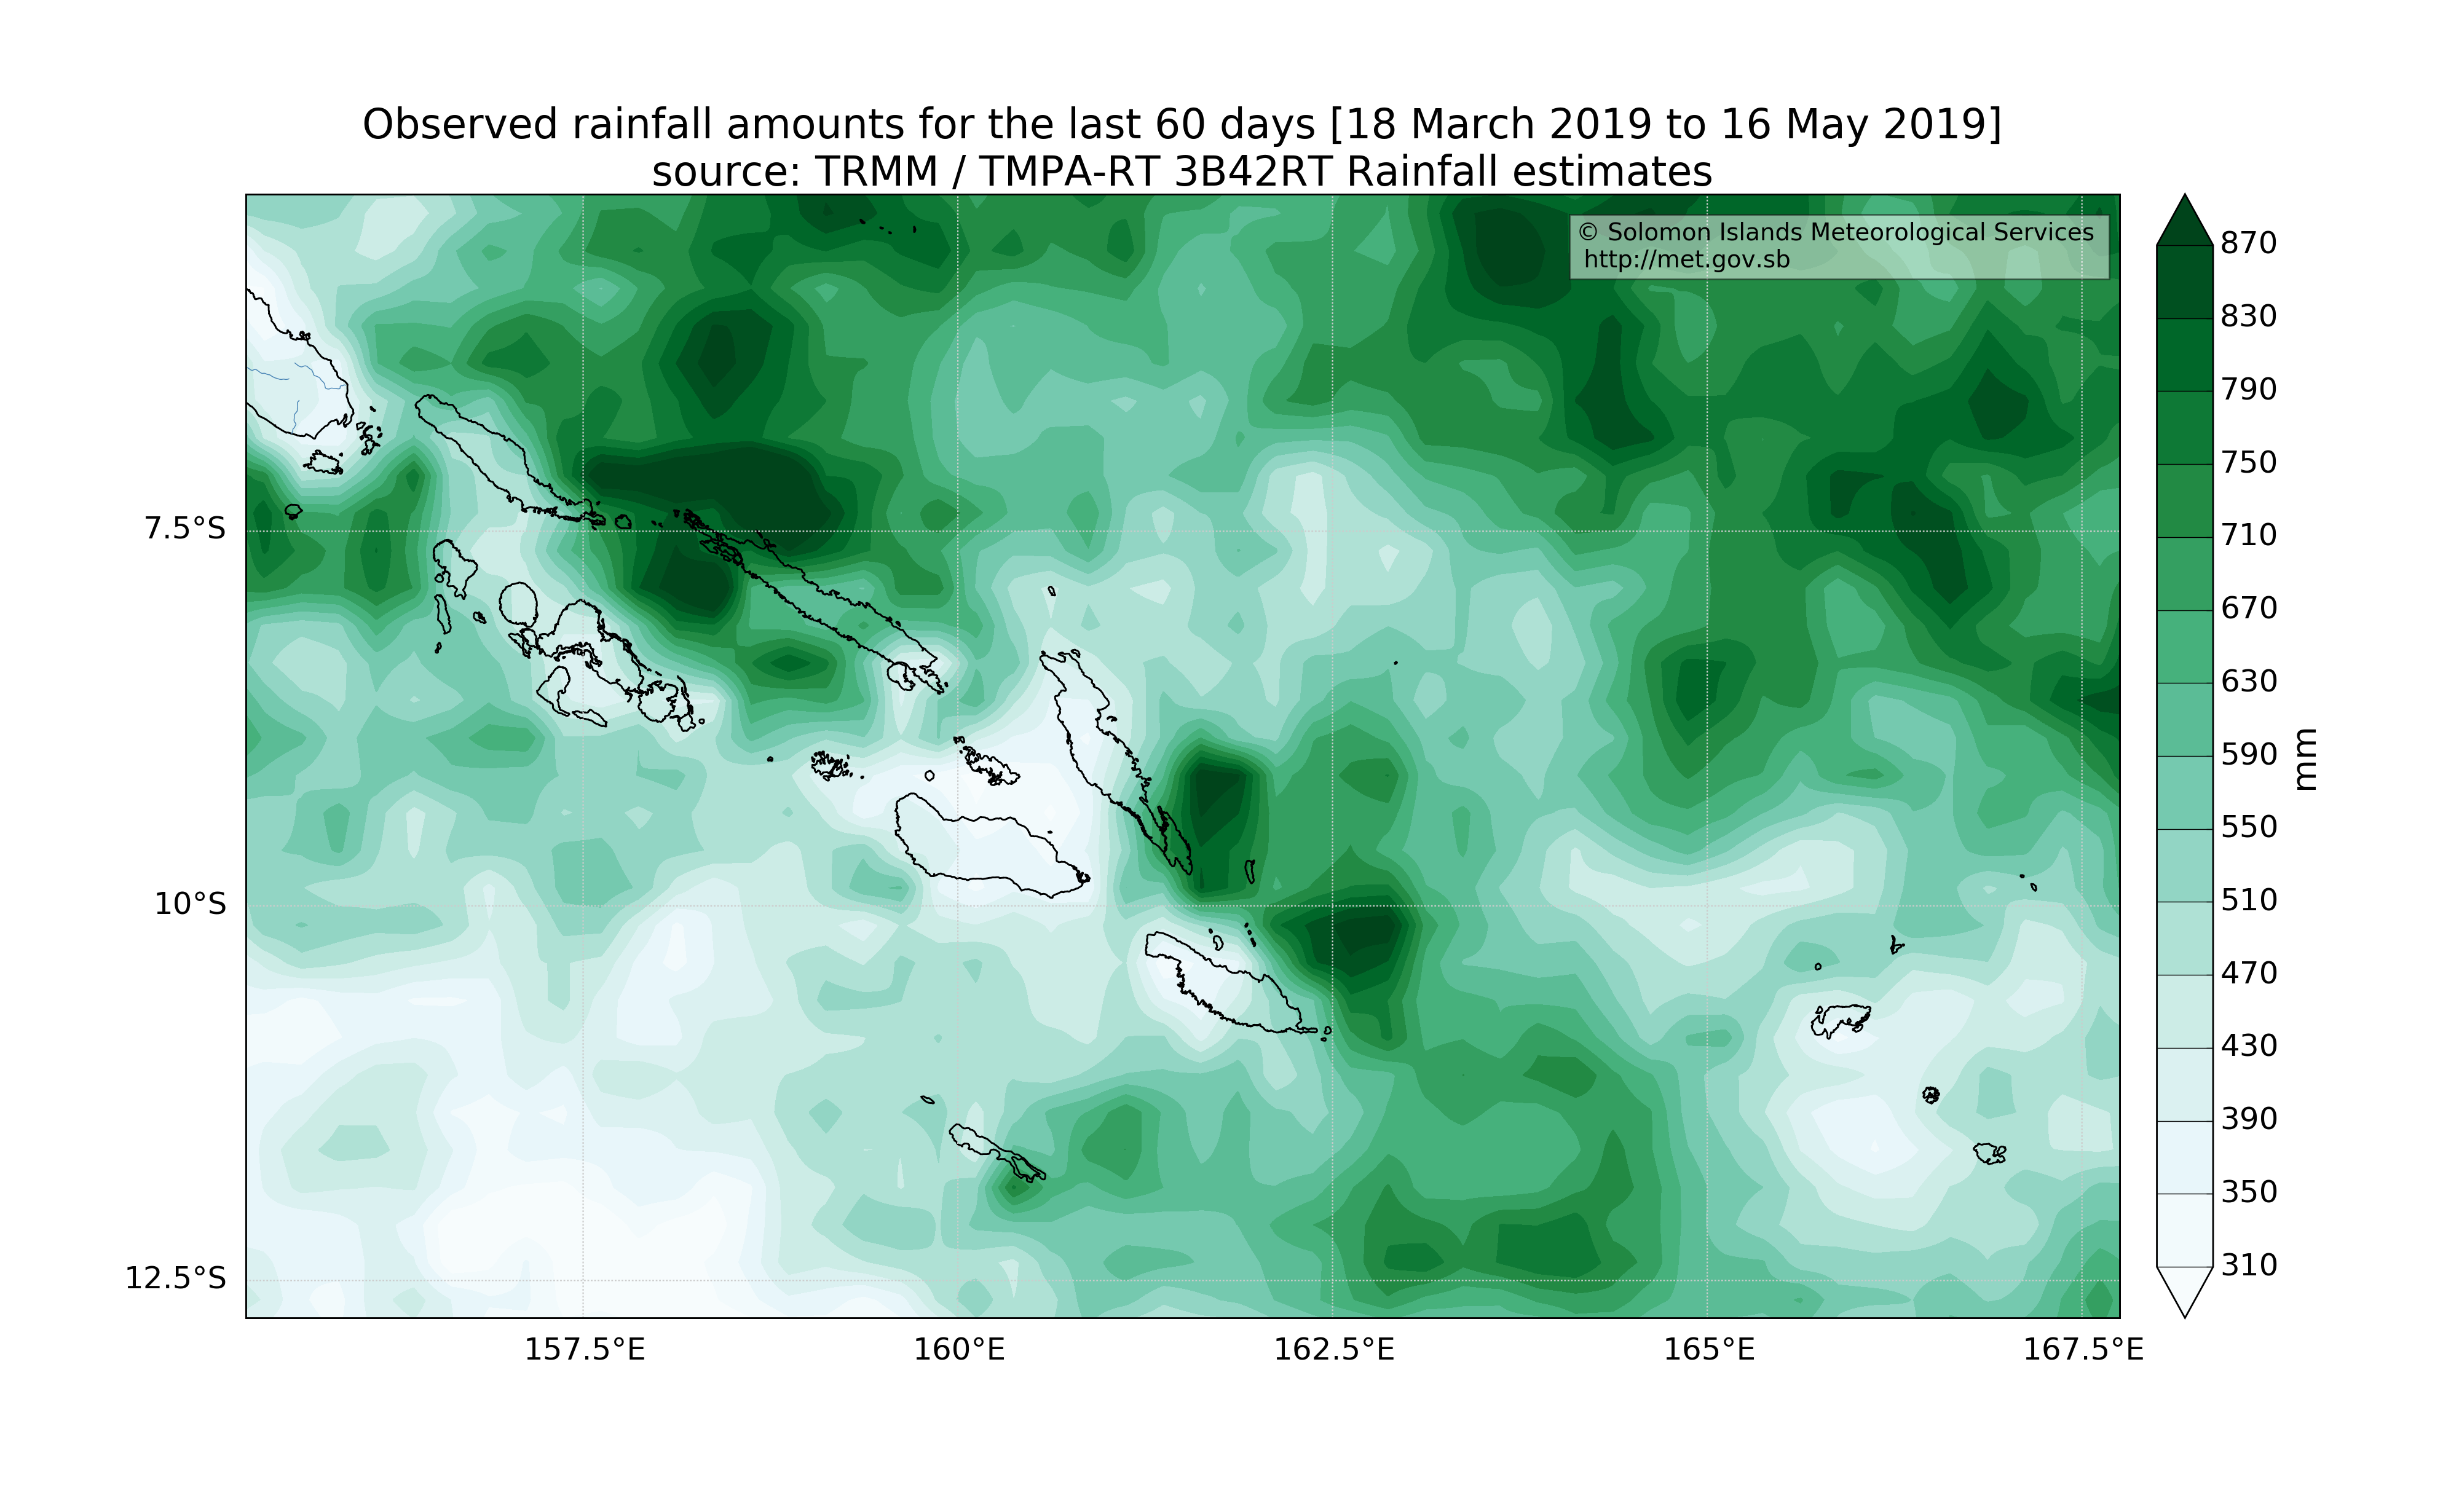 Observed rainfall amounts for the last 60 days [18 March 2019 to 16 May 2019]
source: TRMM / TMPA-RT 3B42RT Rainfall estimates
© Solomon Islands Meteorological Services
http://met.gov.sb
7.5°S
10°S
12.5°S
157.5°E
160°E
162.5°E
165°E
167.5°E
870
830
790
750
710
670
630
590
550
510
470
430
390
350
310
mm